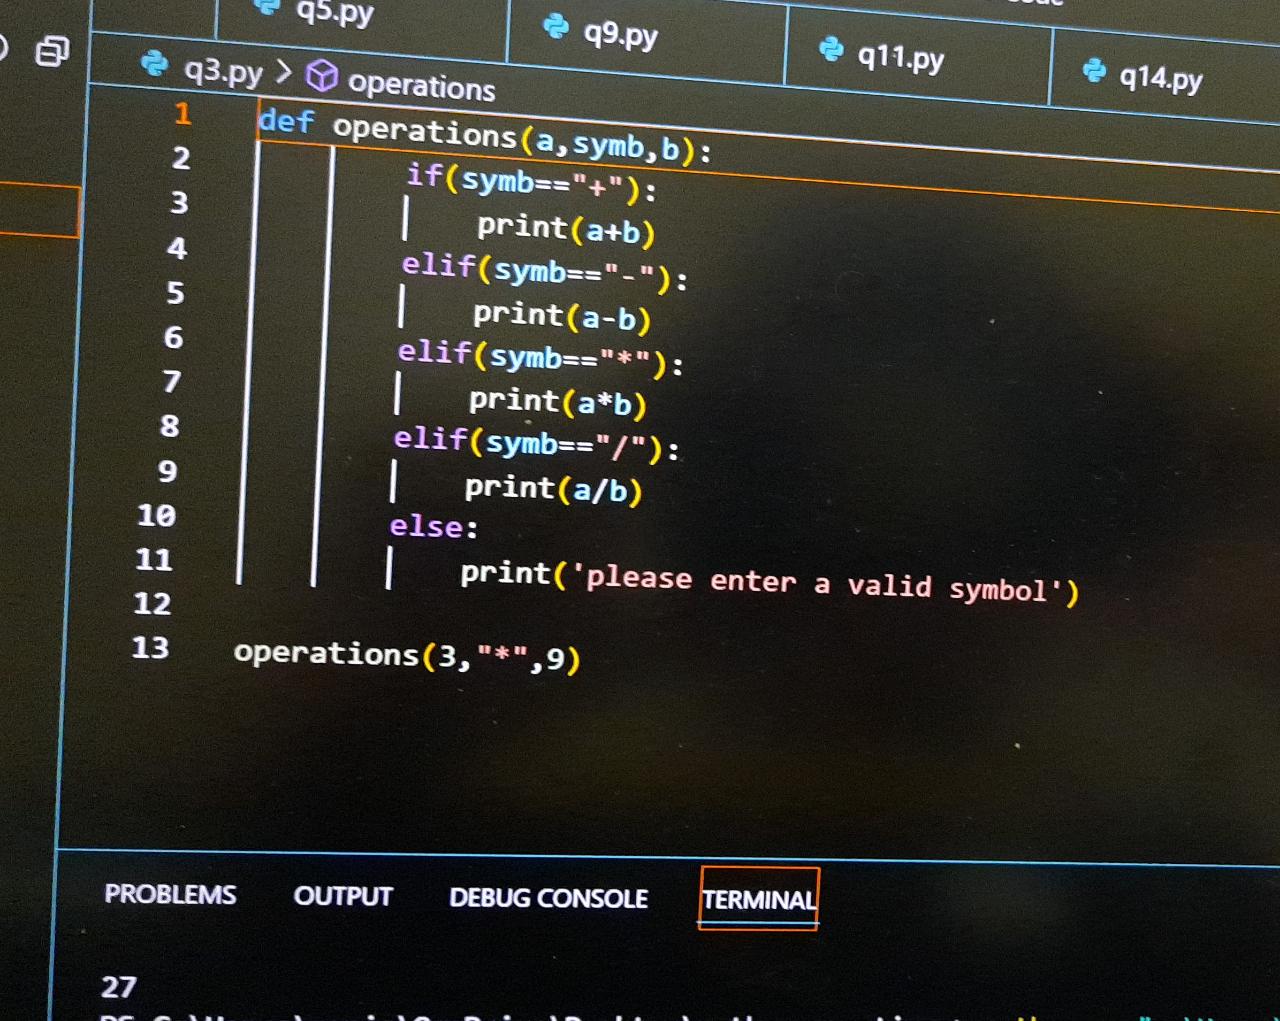 q5.py
q9.py
q11.py
q14.py
q3.py > operations
1 def operations(a,symb,b):
2 if(symb=="+"):
3 print(a+b)
4 elif(symb=="-"):
5 print(a-b)
6 elif(symb=="*"):
7 print(a*b)
8 elif(symb=="/"):
9 print(a/b)
10 else:
11 print('please enter a valid symbol')
12
13 operations(3,"*",9)
PROBLEMS OUTPUT DEBUG CONSOLE TERMINAL
27